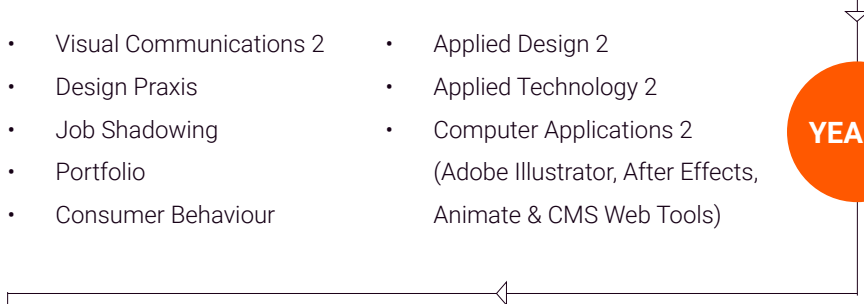 • Visual Communications 2
• Design Praxis
• Job Shadowing
• Portfolio
• Consumer Behaviour
• Applied Design 2
• Applied Technology 2
• Computer Applications 2
(Adobe Illustrator, After Effects,
Animate & CMS Web Tools)
YEA